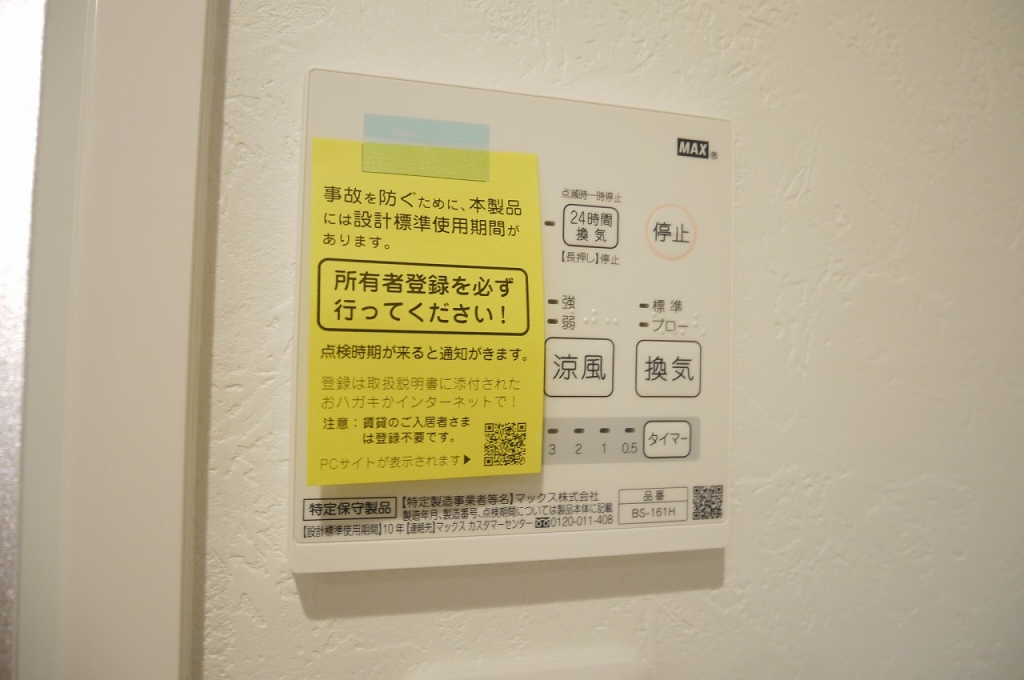 MAX®
事故を防ぐために、本製品
には設計標準使用期間が
あります。
所有者登録を必ず
行ってください！
点検時期が来ると通知がきます。
登録は取扱説明書に添付された
おハガキかインターネットで！
注意：賃貸のご入居者さま
は登録不要です。
PCサイトが表示されます▶
点滅時一時停止
24時間
換気
【長押し】停止
停止
強
弱
標準
プロー
涼風
換気
3 2 1 0.5
タイマー
特定保守製品
【特定製造事業者等名】マックス株式会社
製造年月、製造番号、点検期間については製品本体に記載
【設計標準使用期間】10年【連絡先】マックス カスタマーセンター 0120-011-408
品番
BS-161H